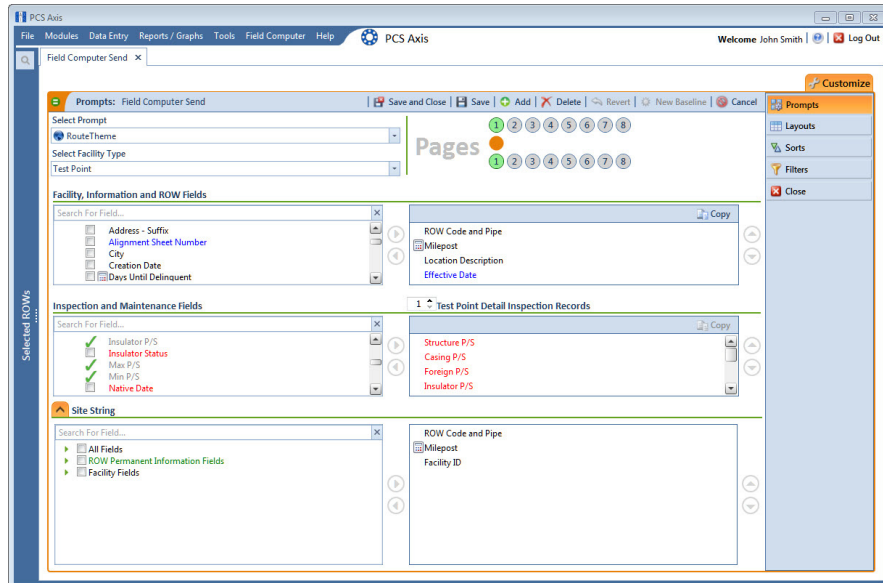 PCS Axis
File Modules Data Entry Reports / Graphs Tools Field Computer Help PCS Axis Welcome John Smith | Log Out
Field Computer Send X
Customize
Prompts: Field Computer Send | Save and Close | Save | Add | Delete | Revert | New Baseline | Cancel
Prompts
Layouts
Sorts
Filters
Close
Select Prompt
RouteTheme
Select Facility Type
Test Point
Pages
1 2 3 4 5 6 7 8
1 2 3 4 5 6 7 8
Facility, Information and ROW Fields
Search For Field...
Address - Suffix
Alignment Sheet Number
City
Creation Date
Days Until Delinquent
Copy
ROW Code and Pipe
Milepost
Location Description
Effective Date
Inspection and Maintenance Fields
1 Test Point Detail Inspection Records
Search For Field...
Insulator P/S
Insulator Status
Max P/S
Min P/S
Native Date
Copy
Structure P/S
Casing P/S
Foreign P/S
Insulator P/S
Site String
Search For Field...
All Fields
ROW Permanent Information Fields
Facility Fields
ROW Code and Pipe
Milepost
Facility ID
Selected ROWs